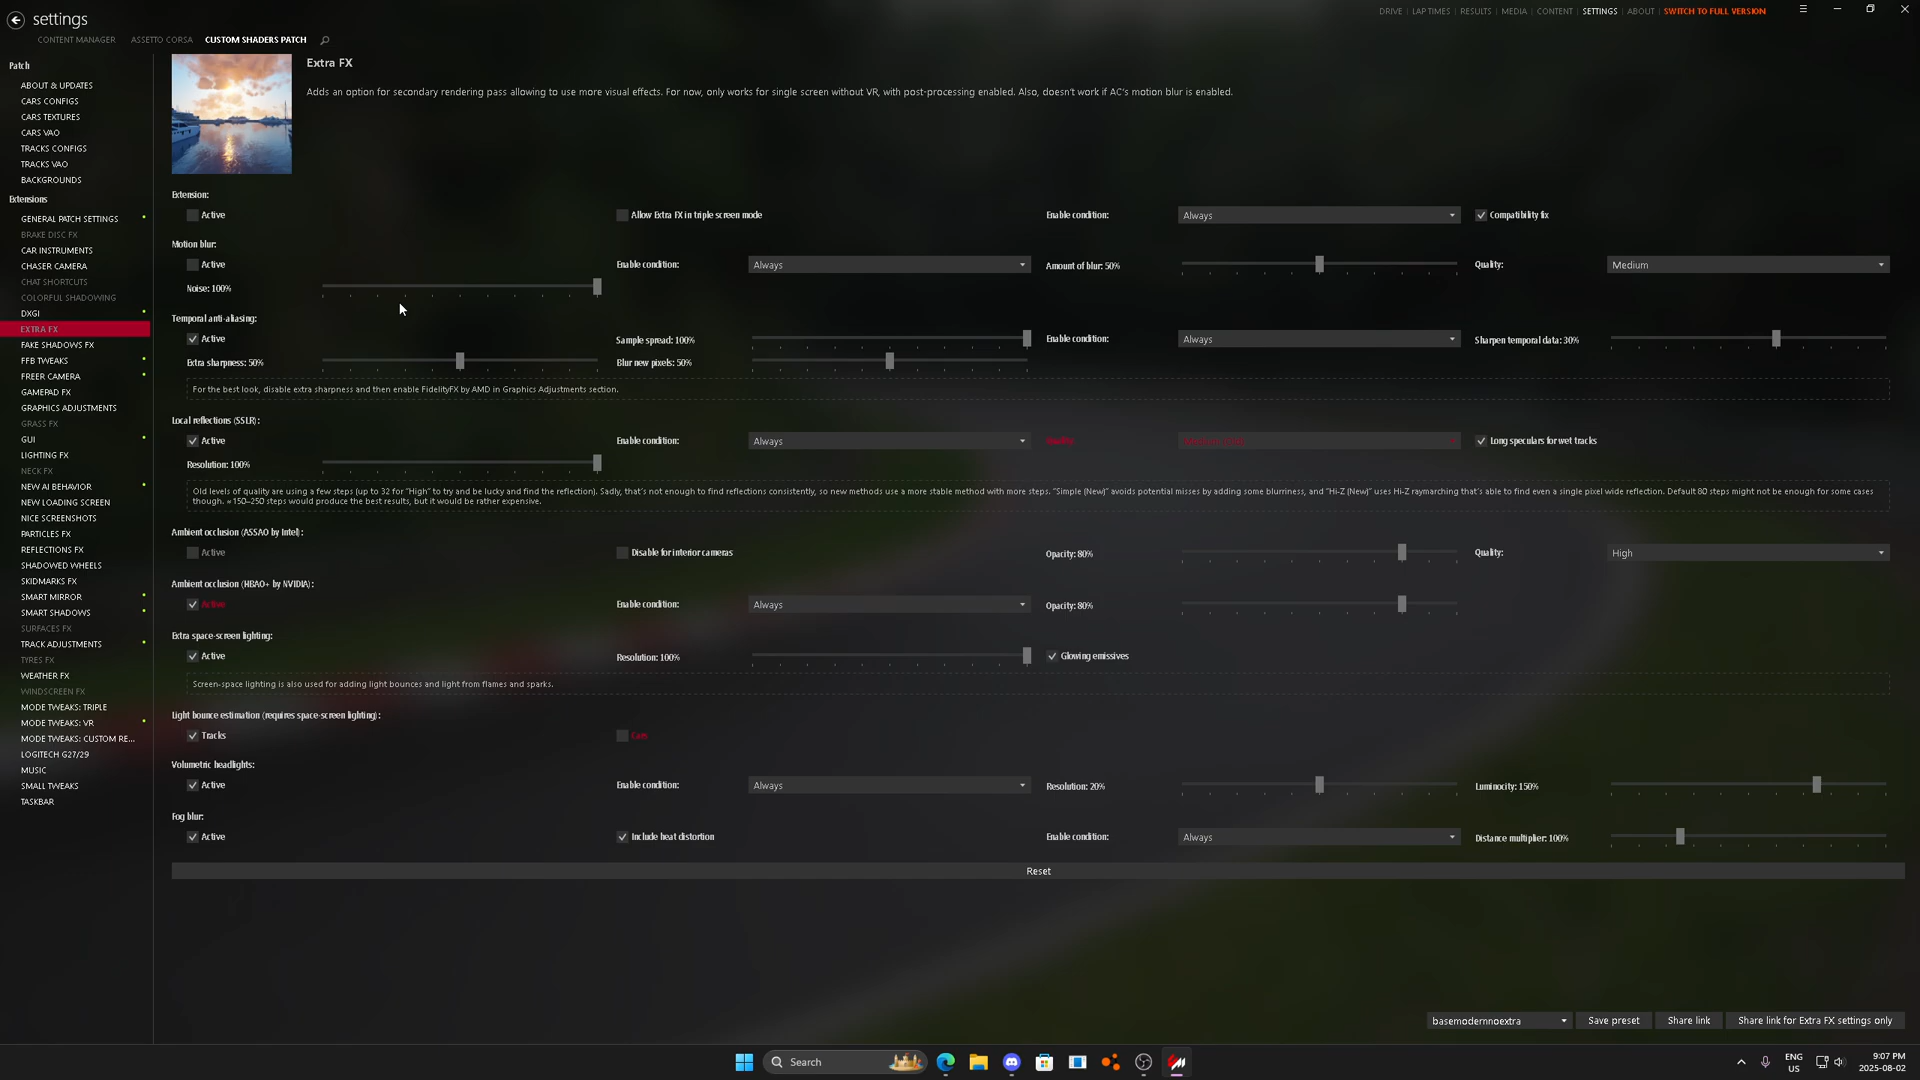 settings
DRIVE | LAP TIMES | RESULTS | MEDIA | CONTENT | SETTINGS | ABOUT | SWITCH TO FULL VERSION
CONTENT MANAGER ASSETTO CORSA CUSTOM SHADERS PATCH
Patch
ABOUT & UPDATES
CARS CONFIGS
CARS TEXTURES
CARS VAO
TRACKS CONFIGS
TRACKS VAO
BACKGROUNDS
Extensions
GENERAL PATCH SETTINGS
BRAKE DISC FX
CAR INSTRUMENTS
CHASER CAMERA
CHAT SHORTCUTS
COLORFUL SHADOWING
DXGI
EXTRA FX
FAKE SHADOWS FX
FFB TWEAKS
FREER CAMERA
GAMEPAD FX
GRAPHICS ADJUSTMENTS
GRASS FX
GUI
LIGHTING FX
NECK FX
NEW AI BEHAVIOR
NEW LOADING SCREEN
NICE SCREENSHOTS
PARTICLES FX
REFLECTIONS FX
SHADOWED WHEELS
SKIDMARKS FX
SMART MIRROR
SMART SHADOWS
SURFACES FX
TRACK ADJUSTMENTS
TYRES FX
WEATHER FX
WINDSCREEN FX
MODE TWEAKS: TRIPLE
MODE TWEAKS: VR
MODE TWEAKS: CUSTOM RE...
LOGITECH G27/29
MUSIC
SMALL TWEAKS
TASKBAR
Extra FX
Adds an option for secondary rendering pass allowing to use more visual effects. For now, only works for single screen without VR, with post-processing enabled. Also, doesn't work if AC's motion blur is enabled.
Extension:
Active Allow Extra FX in triple screen mode Enable condition: Always Compatibility fix
Motion blur:
Active Enable condition: Always Amount of blur: 50% Quality: Medium
Noise: 100%
Temporal anti-aliasing:
Active Sample spread: 100% Enable condition: Always Sharpen temporal data: 30%
Extra sharpness: 50% Blur new pixels: 50%
For the best look, disable extra sharpness and then enable FidelityFX by AMD in Graphics Adjustments section.
Local reflections (SSLR):
Active Enable condition: Always Long speculars for wet tracks
Resolution: 100%
Old levels of quality are using a few steps (up to 32 for "High" to try and be lucky and find the reflection). Sadly, that's not enough to find reflections consistently, so new methods use a more stable method with more steps. "Simple (New)" avoids potential misses by adding some blurriness, and "Hi-Z (New)" uses Hi-Z raymarching that's able to find even a single pixel wide reflection. Default 80 steps might not be enough for some cases
though. ≈150–250 steps would produce the best results, but it would be rather expensive.
Ambient occlusion (ASSAO by Intel):
Active Disable for interior cameras Opacity: 80% Quality: High
Ambient occlusion (HBAO+ by NVIDIA):
Active Enable condition: Always Opacity: 80%
Extra space-screen lighting:
Active Resolution: 100% Glowing emissives
Screen-space lighting is also used for adding light bounces and light from flames and sparks.
Light bounce estimation (requires space-screen lighting):
Tracks Cars
Volumetric headlights:
Active Enable condition: Always Resolution: 20% Luminocity: 150%
Fog blur:
Active Include heat distortion Enable condition: Always Distance multiplier: 100%
Reset
basemodernnoextra Save preset Share link Share link for Extra FX settings only
Search
ENG
US
9:07 PM
2025-08-02